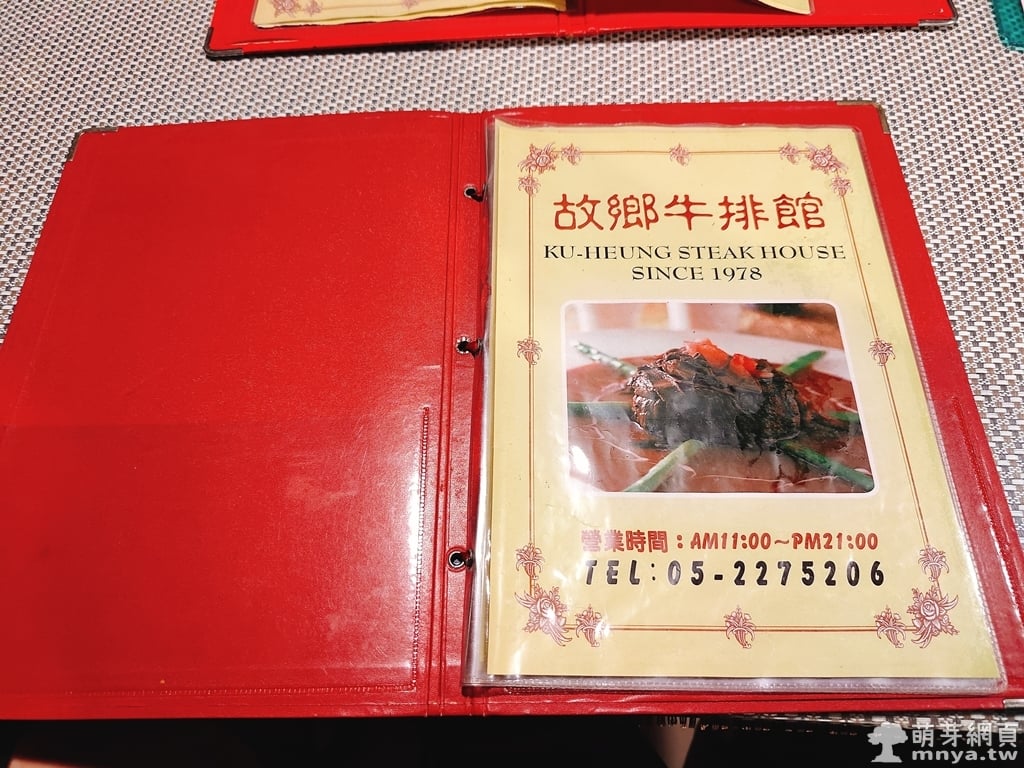 故鄉牛排館
KU-HEUNG STEAK HOUSE
SINCE 1978
營業時間：AM11:00~PM21:00
TEL:05-2275206
萌芽網頁
mnya.tw